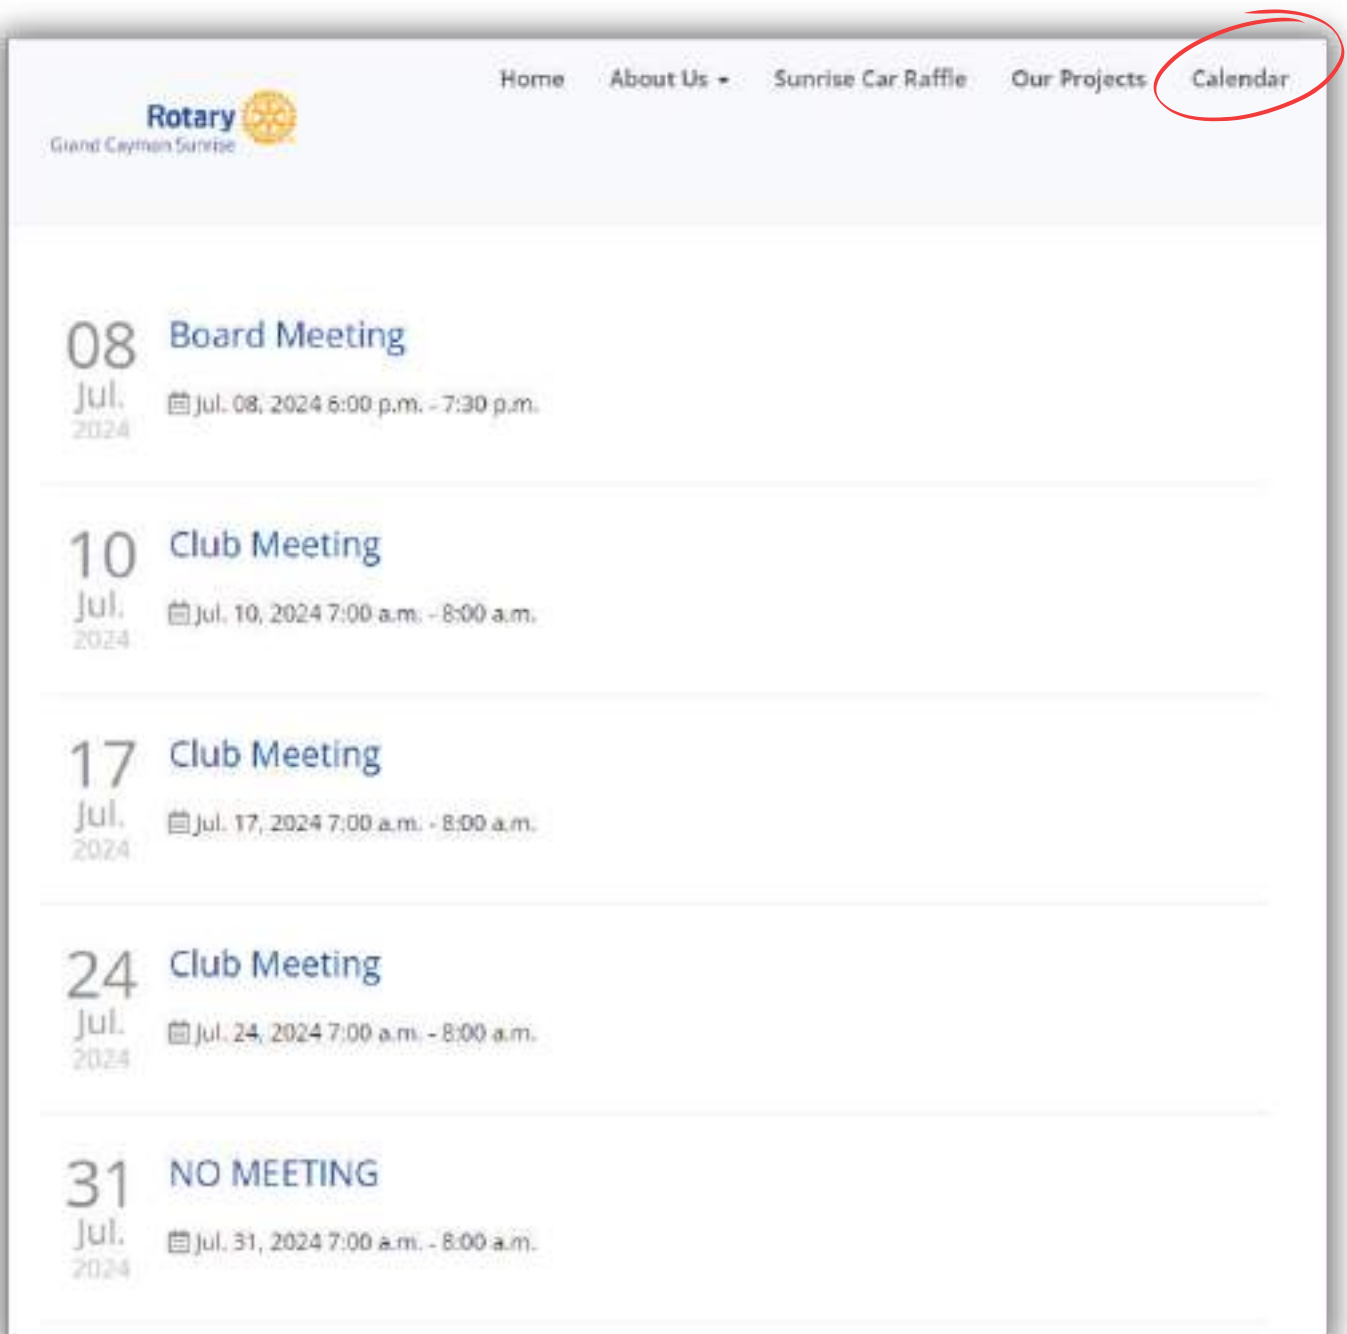 Home About Us Sunrise Car Raffle Our Projects Calendar
Rotary
Grand Cayman Sunrise
08 Board Meeting
Jul. Jul. 08, 2024 6:00 p.m. - 7:30 p.m.
2024
10 Club Meeting
Jul. Jul. 10, 2024 7:00 a.m. - 8:00 a.m.
2024
17 Club Meeting
Jul. Jul. 17, 2024 7:00 a.m. - 8:00 a.m.
2024
24 Club Meeting
Jul. Jul. 24, 2024 7:00 a.m. - 8:00 a.m.
2024
31 NO MEETING
Jul. Jul. 31, 2024 7:00 a.m. - 8:00 a.m.
2024